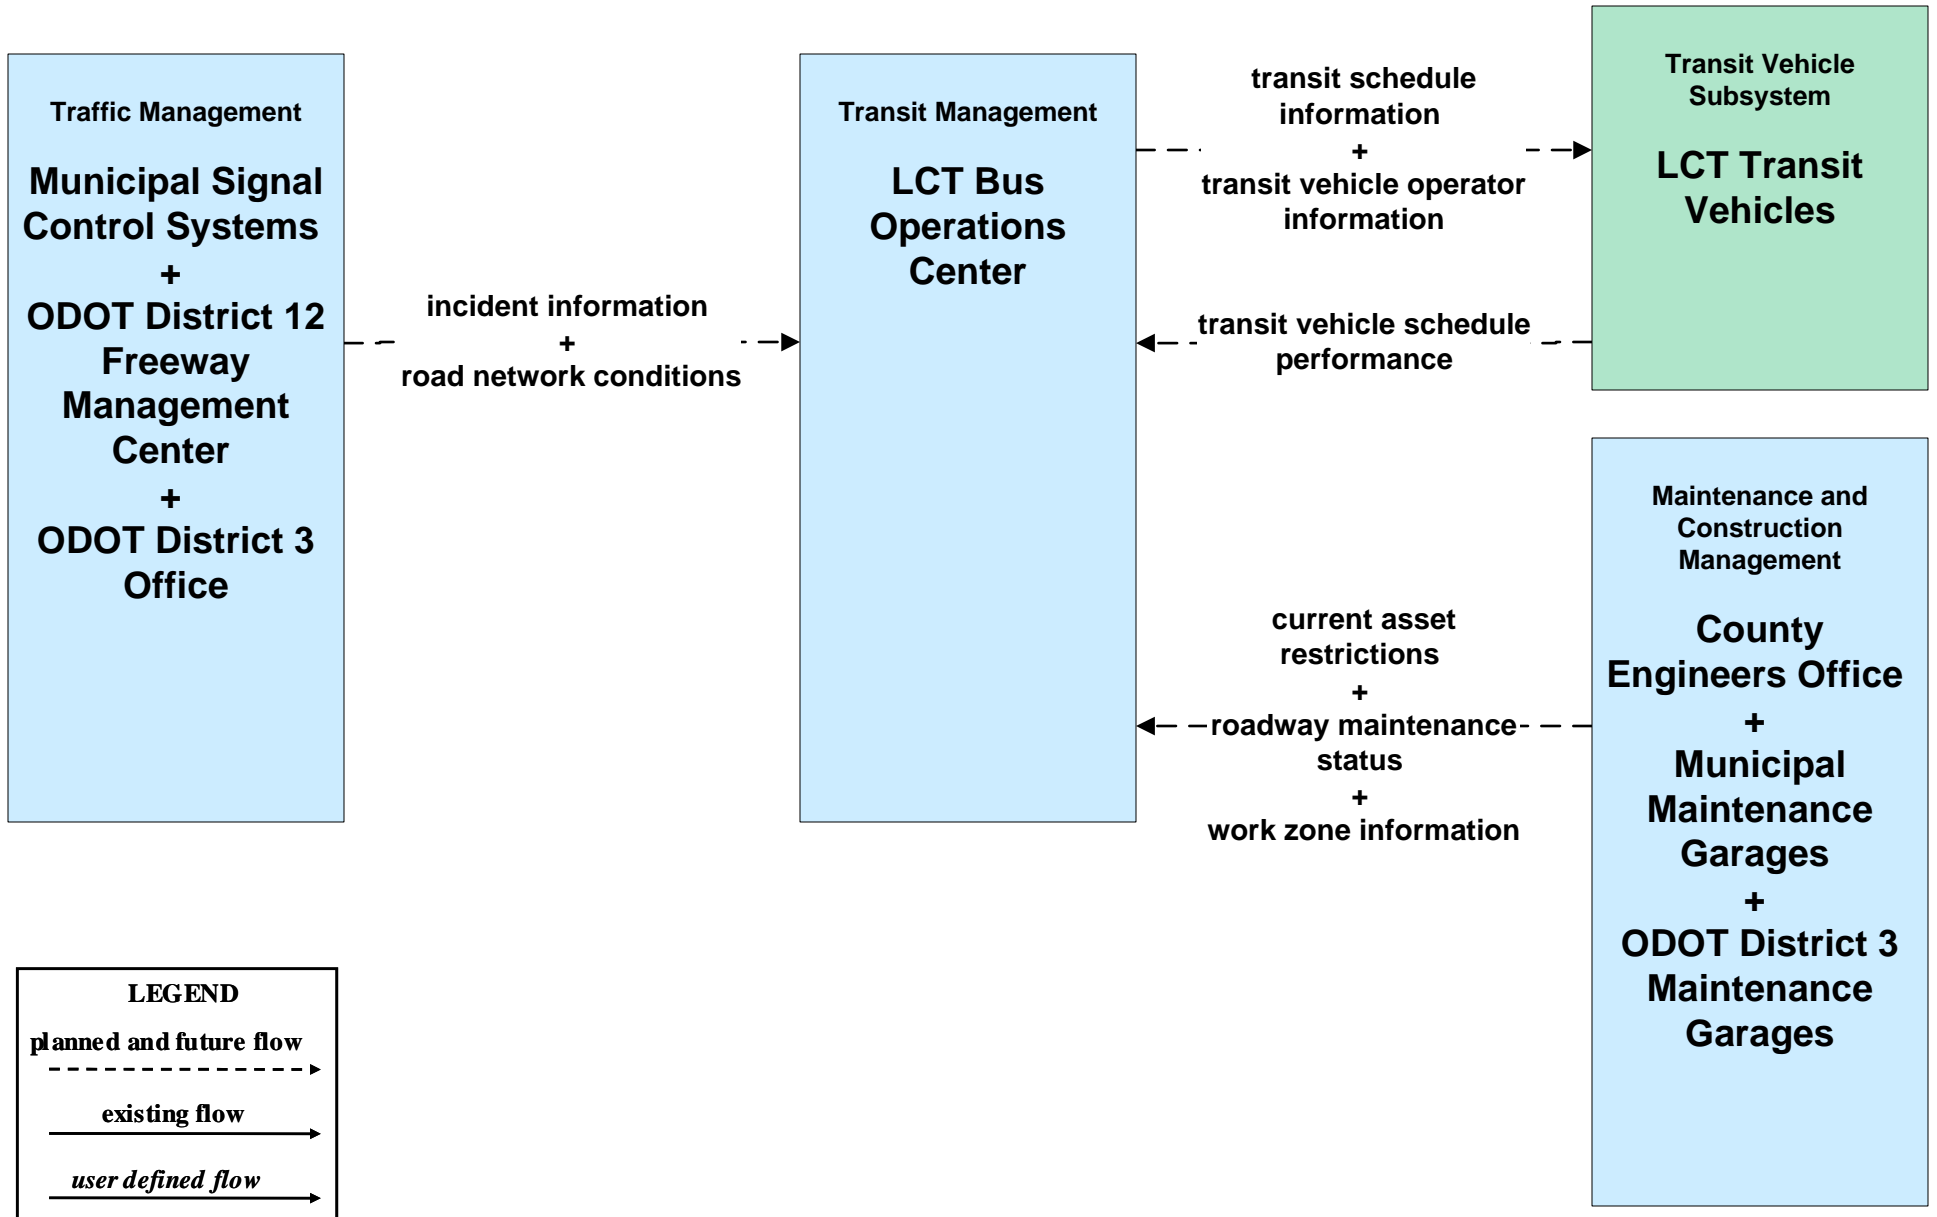 Traffic Management
Municipal Signal
Control Systems
+
ODOT District 12
Freeway
Management
Center
+
ODOT District 3
Office
incident information
+
road network conditions
Transit Management
LCT Bus
Operations
Center
transit schedule
information
+
transit vehicle operator
information
transit vehicle schedule
performance
Transit Vehicle
Subsystem
LCT Transit
Vehicles
current asset
restrictions
+
roadway maintenance
status
+
work zone information
Maintenance and
Construction
Management
County
Engineers Office
+
Municipal
Maintenance
Garages
+
ODOT District 3
Maintenance
Garages
LEGEND
planned and future flow
existing flow
user defined flow